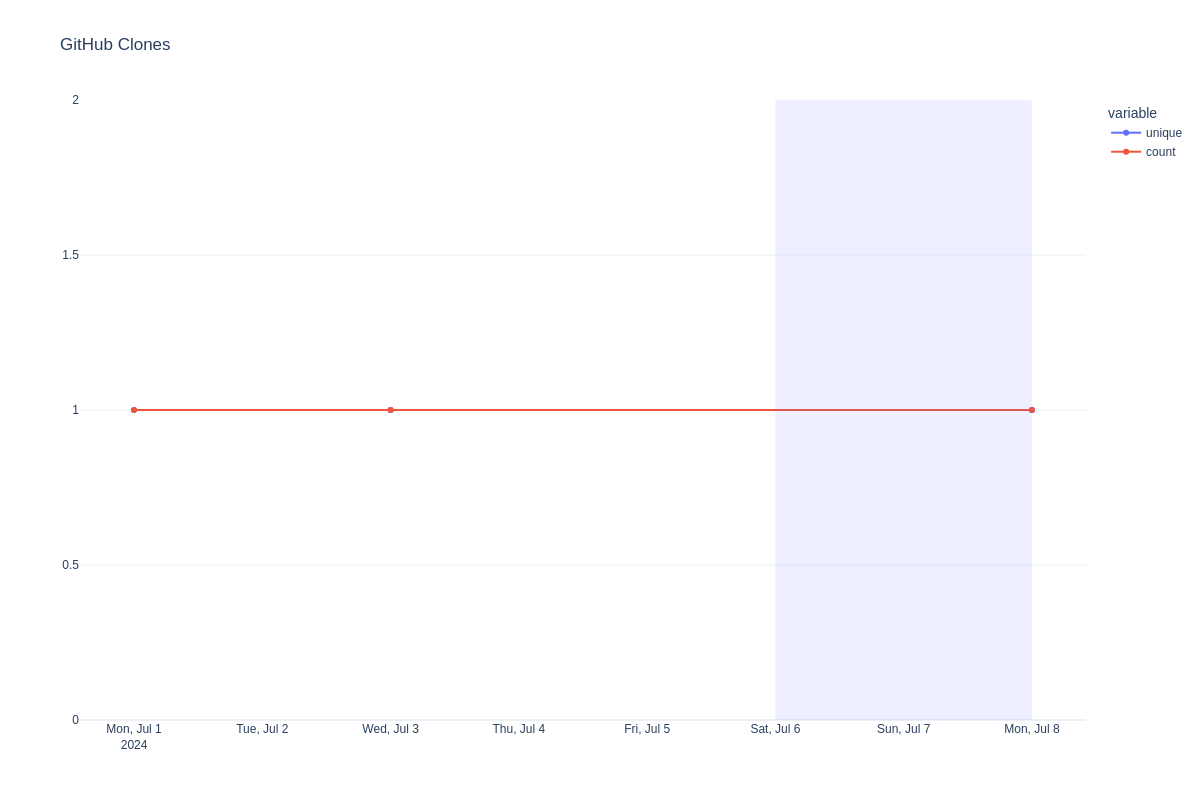 GitHub Clones
2
1.5
1
0.5
0
Mon, Jul 1
2024
Tue, Jul 2
Wed, Jul 3
Thu, Jul 4
Fri, Jul 5
Sat, Jul 6
Sun, Jul 7
Mon, Jul 8
variable
unique
count